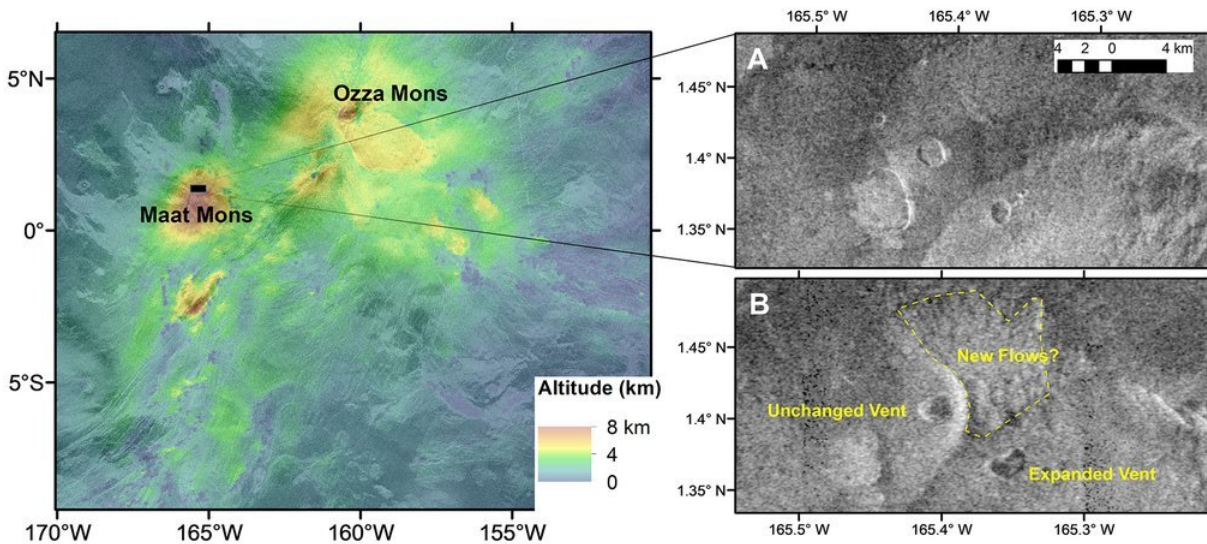 5°N
0°
5°S
170°W
165°W
160°W
155°W
Ozza Mons
Maat Mons
Altitude (km)
8 km
4
0
165.5° W
165.4° W
165.3° W
A
4 2 0 4 km
1.45° N
1.4° N
1.35° N
B
New Flows?
Unchanged Vent
Expanded Vent
1.45° N
1.4° N
1.35° N
165.5° W
165.4° W
165.3° W